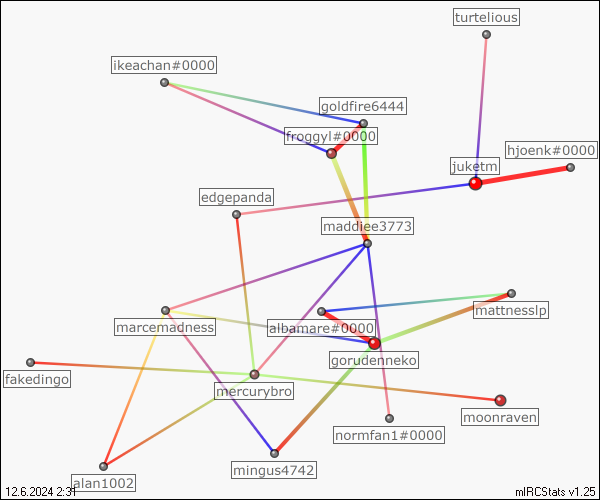 turtelious
ikeachan#0000
goldfire6444
froggyl#0000
hjoenk#0000
juketm
edgepanda
maddiee3773
mattnesslp
marcemadness
albamare#0000
gorudenneko
fakedingo
mercurybro
moonraven
normfan1#0000
mingus4742
alan1002
12.6.2024 2:31
mIRCStats v1.25